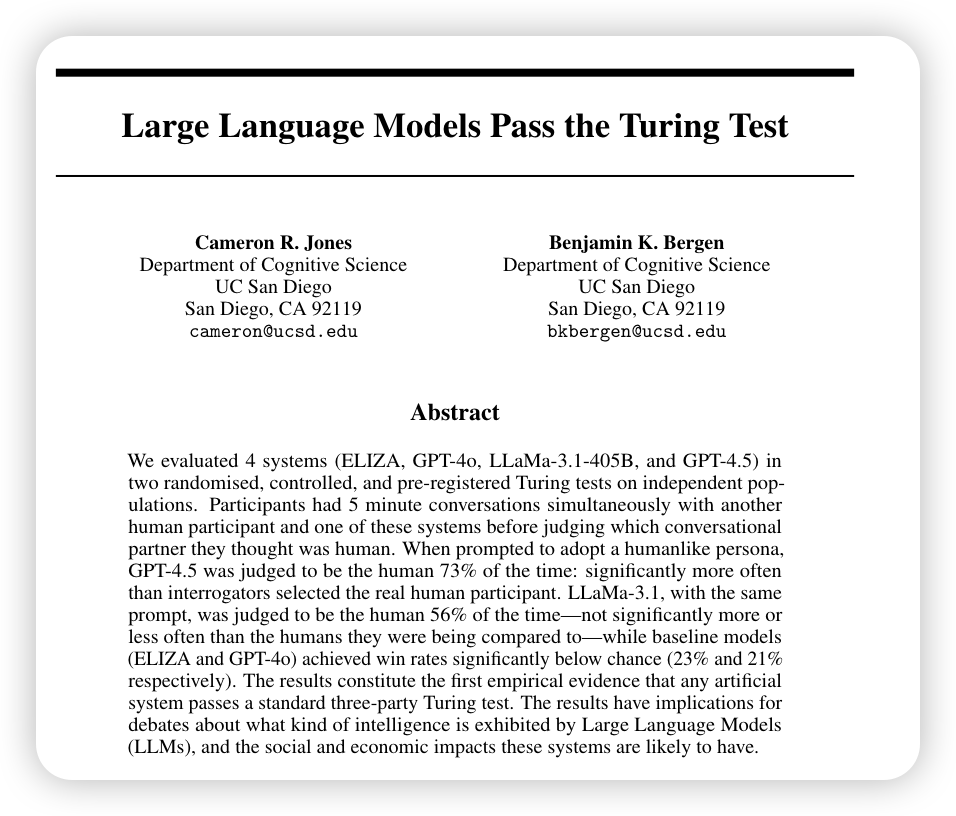 Large Language Models Pass the Turing Test
Cameron R. Jones
Department of Cognitive Science
UC San Diego
San Diego, CA 92119
cameron@ucsd.edu
Benjamin K. Bergen
Department of Cognitive Science
UC San Diego
San Diego, CA 92119
bkbergen@ucsd.edu
Abstract
We evaluated 4 systems (ELIZA, GPT-4o, LLaMa-3.1-405B, and GPT-4.5) in
two randomised, controlled, and pre-registered Turing tests on independent pop-
ulations. Participants had 5 minute conversations simultaneously with another
human participant and one of these systems before judging which conversational
partner they thought was human. When prompted to adopt a humanlike persona,
GPT-4.5 was judged to be the human 73% of the time: significantly more often
than interrogators selected the real human participant. LLaMa-3.1, with the same
prompt, was judged to be the human 56% of the time—not significantly more or
less often than the humans they were being compared to—while baseline models
(ELIZA and GPT-4o) achieved win rates significantly below chance (23% and 21%
respectively). The results constitute the first empirical evidence that any artificial
system passes a standard three-party Turing test. The results have implications for
debates about what kind of intelligence is exhibited by Large Language Models
(LLMs), and the social and economic impacts these systems are likely to have.